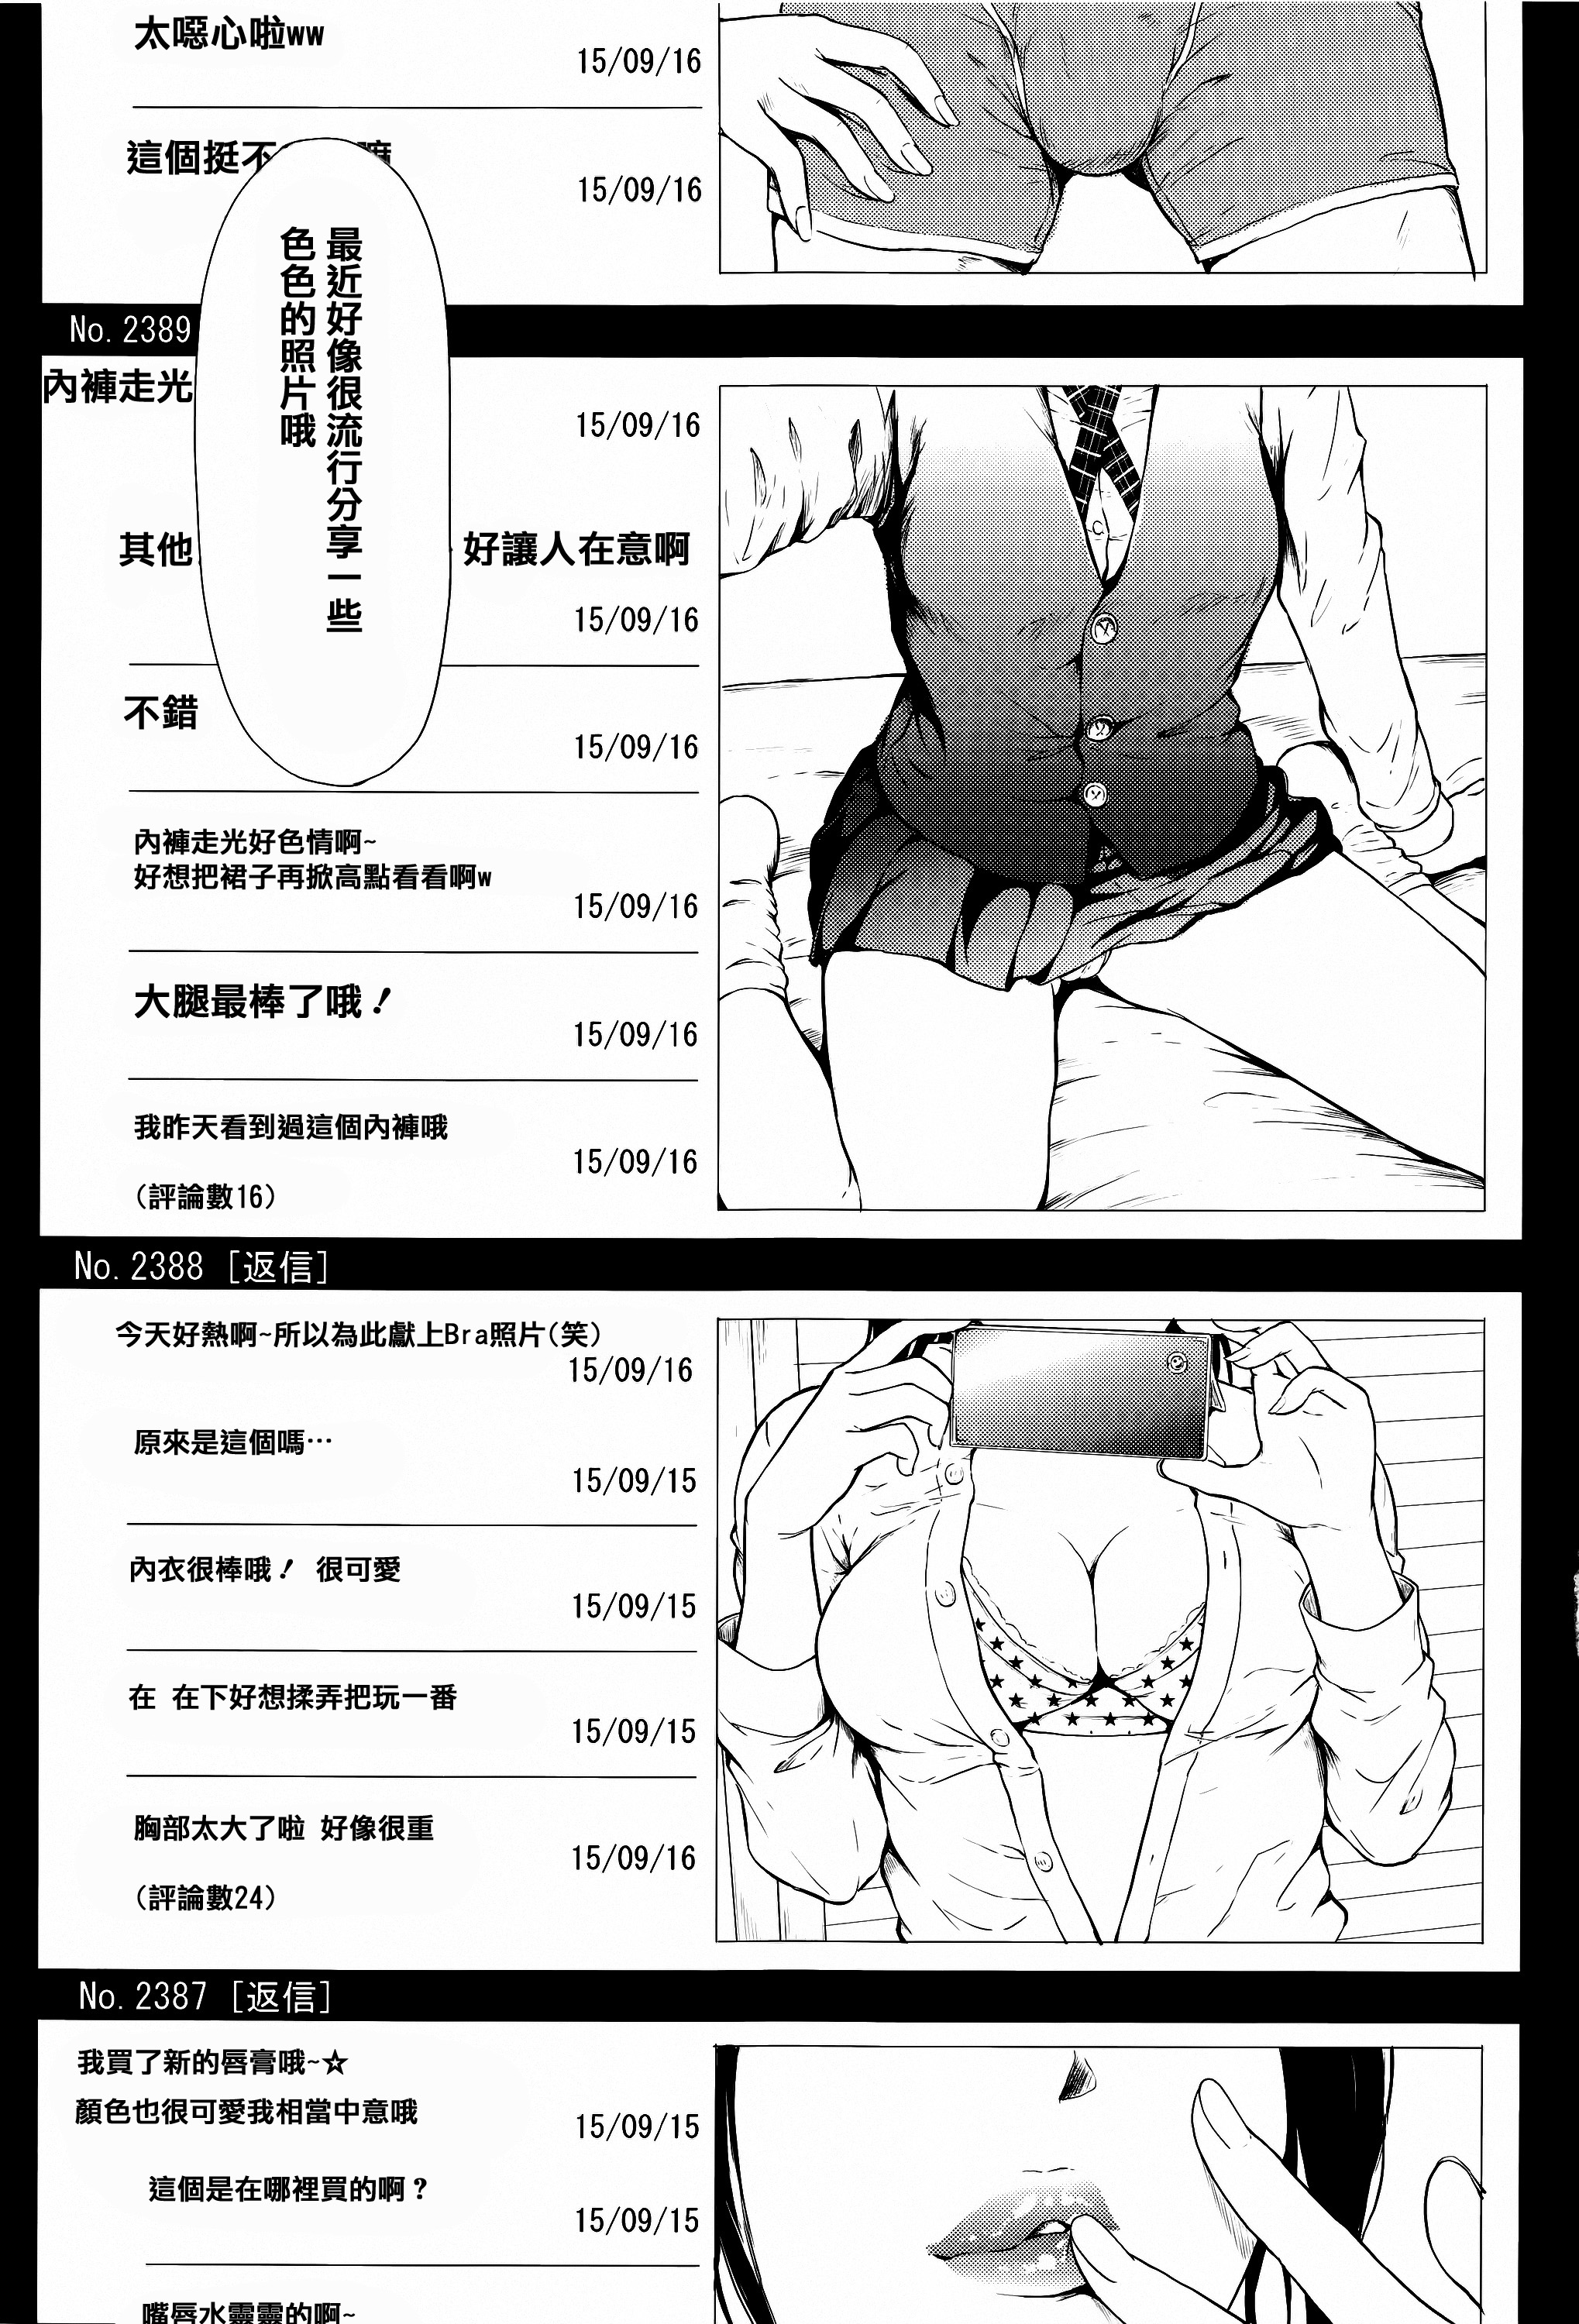 太噁心啦ww
15/09/16
這個挺不
嘛
15/09/16
最近好像很流行分享一些
色色的照片哦
No.2389
內褲走光
15/09/16
其他
好讓人在意啊
15/09/16
不錯
15/09/16
內褲走光好色情啊~
好想把裙子再掀高點看看啊w
15/09/16
大腿最棒了哦！
15/09/16
我昨天看到過這個內褲哦
15/09/16
（評論數16）
No.2388 [返信]
今天好熱啊~所以為此獻上Bra照片(笑)
15/09/16
原來是這個嗎…
15/09/15
內衣很棒哦！ 很可愛
15/09/15
在 在下好想揉弄把玩一番
15/09/15
胸部太大了啦 好像很重
15/09/16
（評論數24）
No.2387 [返信]
我買了新的唇膏哦~☆
顏色也很可愛我相當中意哦
15/09/15
這個是在哪裡買的啊？
15/09/15
嘴唇水靈靈的啊~